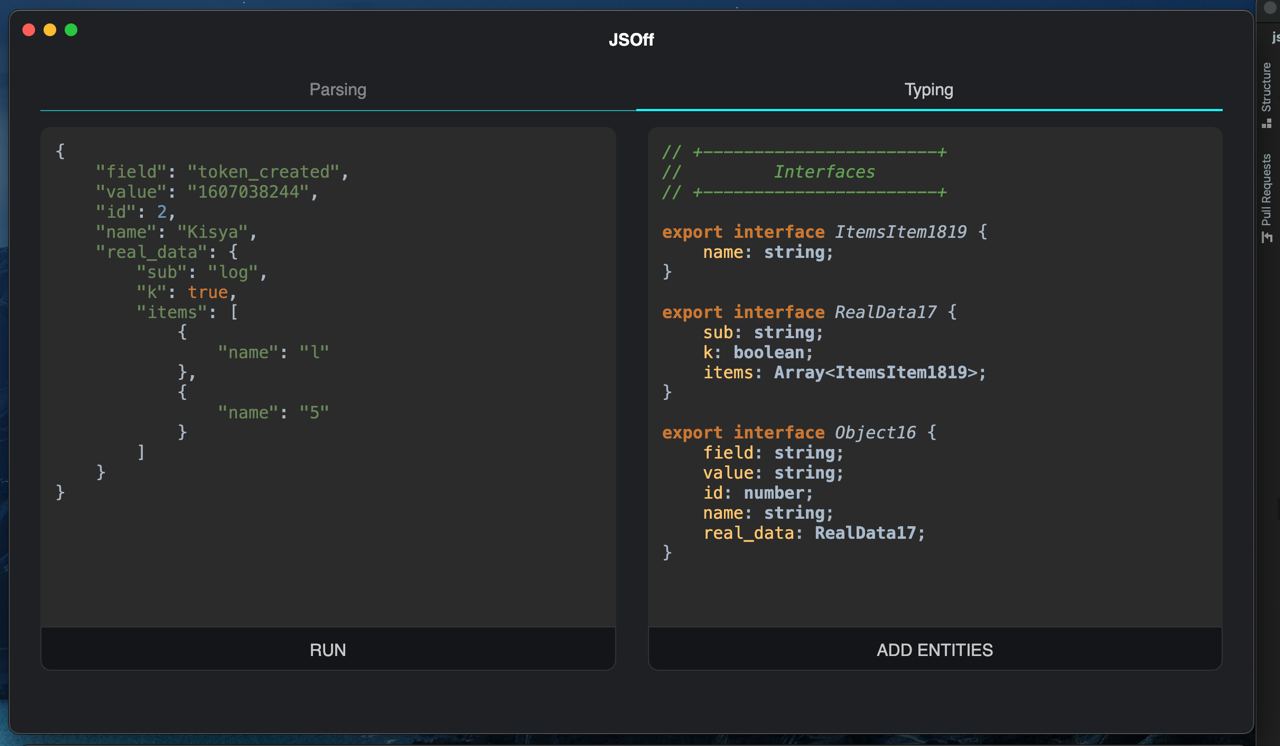 JSOff
Parsing
Typing
{
    "field": "token_created",
    "value": "1607038244",
    "id": 2,
    "name": "Kisya",
    "real_data": {
        "sub": "log",
        "k": true,
        "items": [
            {
                "name": "l"
            },
            {
                "name": "5"
            }
        ]
    }
}
RUN
// +-----------------------+
//         Interfaces
// +-----------------------+
export interface ItemsItem1819 {
    name: string;
}
export interface RealData17 {
    sub: string;
    k: boolean;
    items: Array<ItemsItem1819>;
}
export interface Object16 {
    field: string;
    value: string;
    id: number;
    name: string;
    real_data: RealData17;
}
ADD ENTITIES
js
Structure
Pull Requests